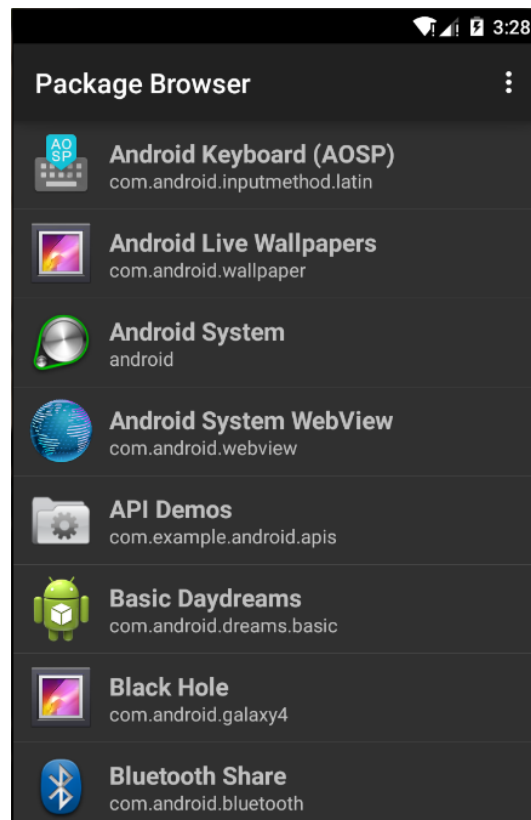 3:28
Package Browser
AO
SP
Android Keyboard (AOSP)
com.android.inputmethod.latin
Android Live Wallpapers
com.android.wallpaper
Android System
android
Android System WebView
com.android.webview
API Demos
com.example.android.apis
Basic Daydreams
com.android.dreams.basic
Black Hole
com.android.galaxy4
Bluetooth Share
com.android.bluetooth